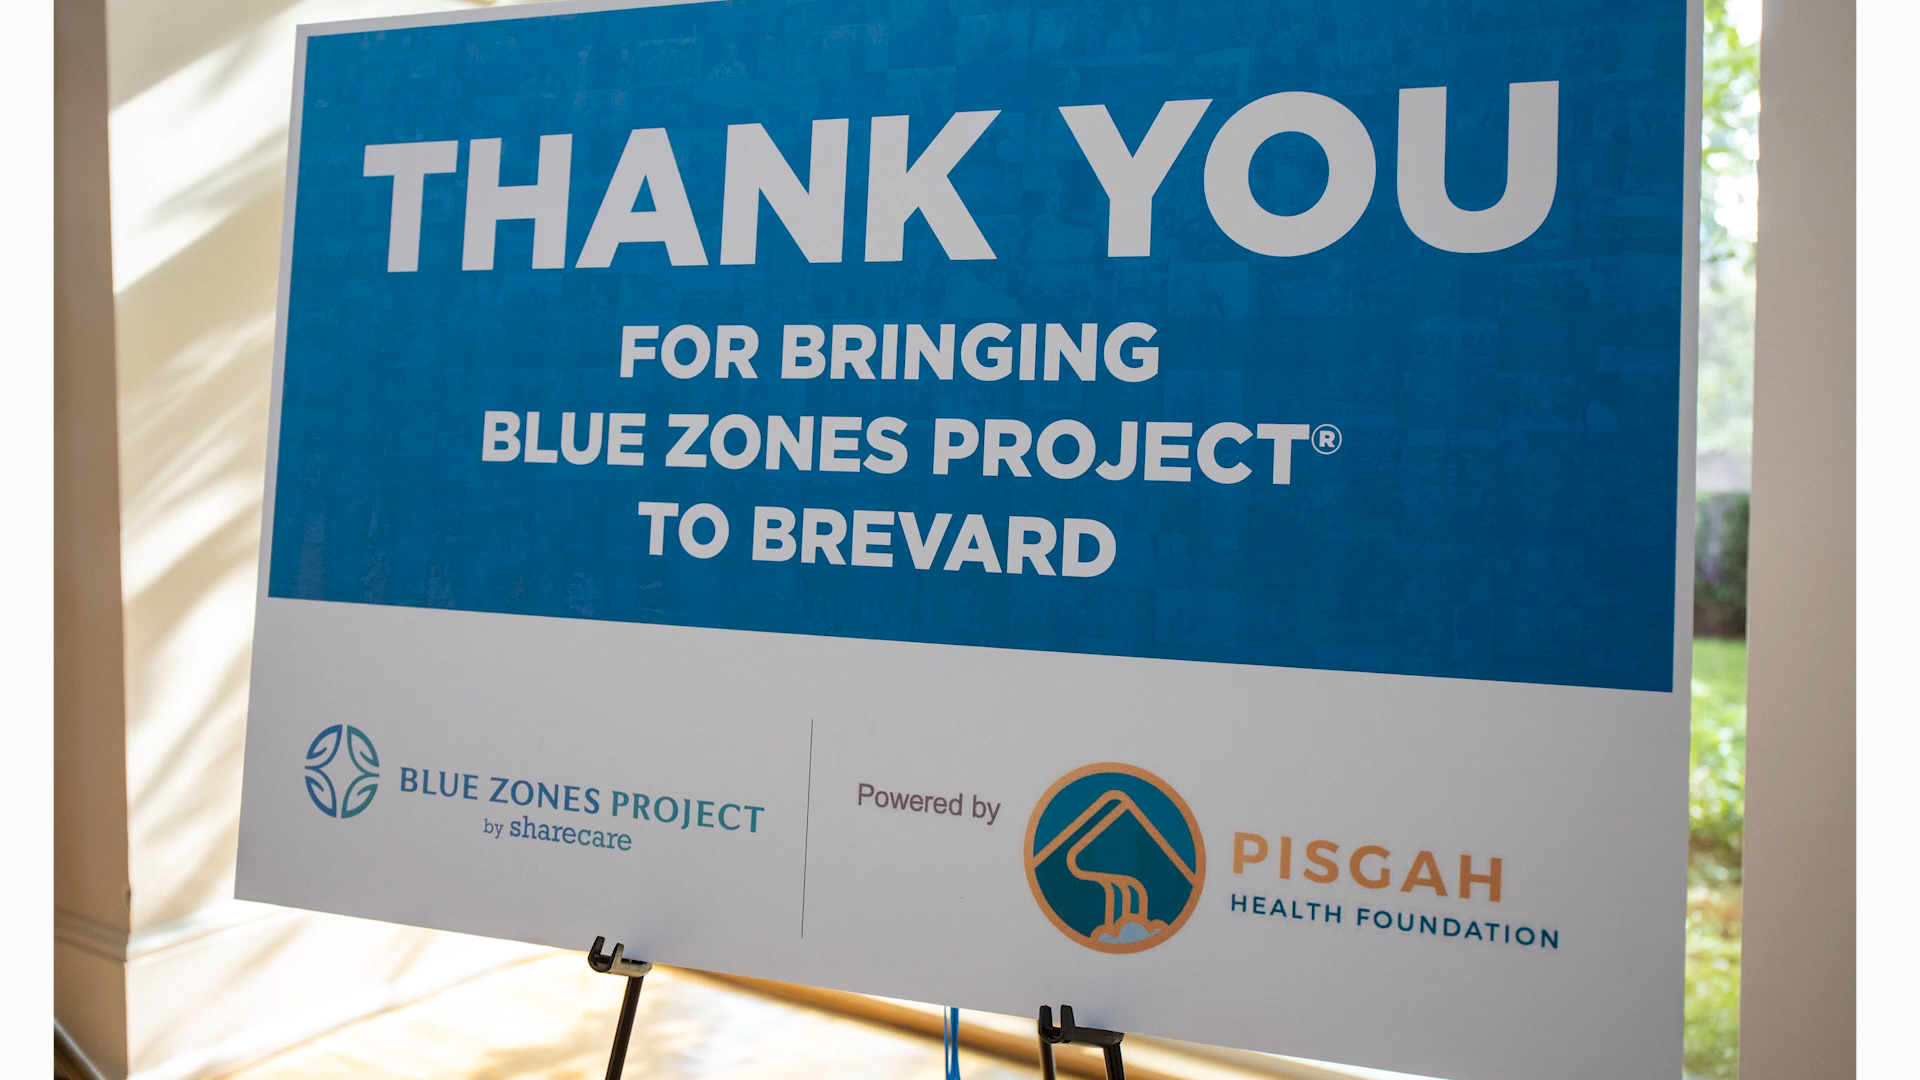 THANK YOU
FOR BRINGING
BLUE ZONES PROJECT®
TO BREVARD
BLUE ZONES PROJECT
by sharecare
Powered by
PISGAH
HEALTH FOUNDATION